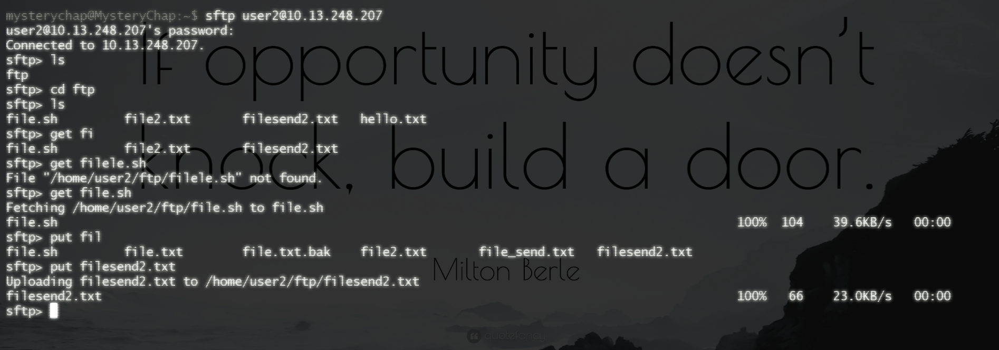 mysterychap@MysteryChap:~$ sftp user2@10.13.248.207
user2@10.13.248.207's password:
Connected to 10.13.248.207.
sftp> ls
ftp
sftp> cd ftp
sftp> ls
file.sh file2.txt filesend2.txt hello.txt
sftp> get fi
file.sh file2.txt filesend2.txt
sftp> get filele.sh
File "/home/user2/ftp/filele.sh" not found.
sftp> get file.sh
Fetching /home/user2/ftp/file.sh to file.sh
file.sh 100% 104 39.6KB/s 00:00
sftp> put fil
file.sh file.txt file.txt.bak file2.txt file_send.txt filesend2.txt
sftp> put filesend2.txt
Uploading filesend2.txt to /home/user2/ftp/filesend2.txt
filesend2.txt 100% 66 23.0KB/s 00:00
sftp>
If opportunity doesn't
knock, build a door.
Milton Berle
quotefancy